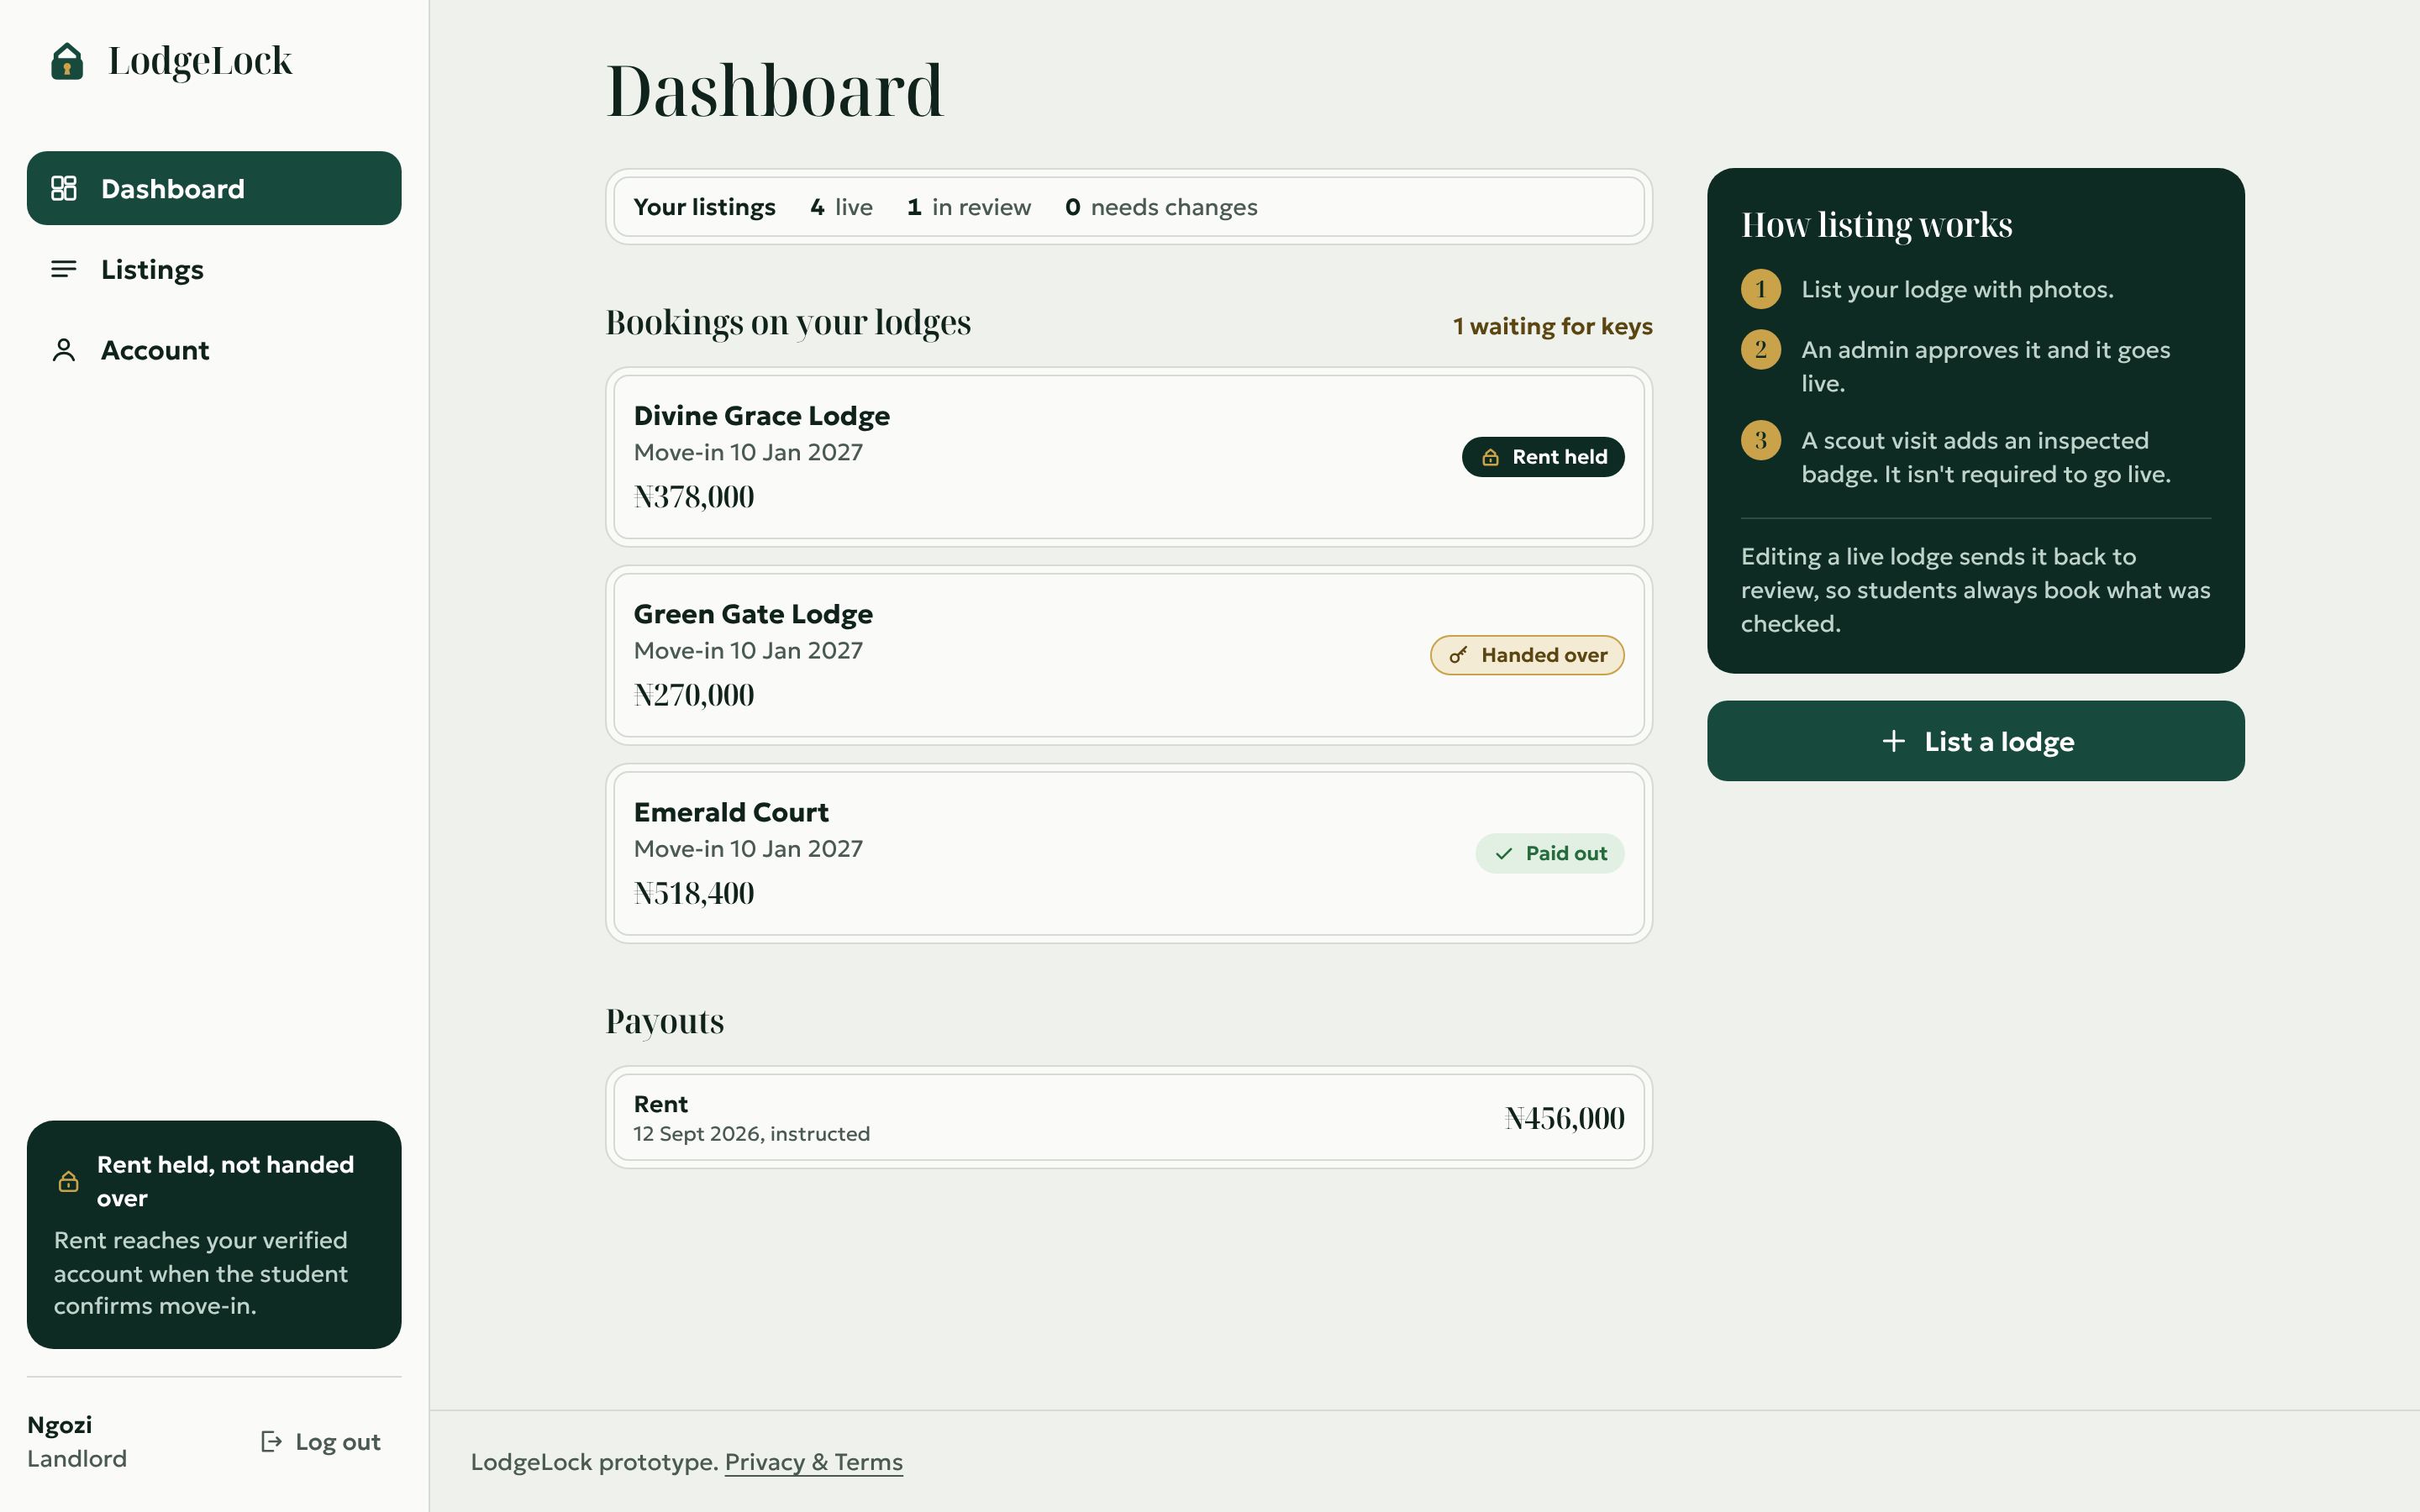 LodgeLock
Dashboard
Listings
Account
Rent held, not handed
over
Rent reaches your verified
account when the student
confirms move-in.
Ngozi
Landlord
Log out
Dashboard
Your listings 4 live 1 in review 0 needs changes
Bookings on your lodges
1 waiting for keys
Divine Grace Lodge
Move-in 10 Jan 2027
₦378,000
Rent held
Green Gate Lodge
Move-in 10 Jan 2027
₦270,000
Handed over
Emerald Court
Move-in 10 Jan 2027
₦518,400
Paid out
Payouts
Rent
12 Sept 2026, instructed
₦456,000
How listing works
1 List your lodge with photos.
2 An admin approves it and it goes
live.
3 A scout visit adds an inspected
badge. It isn't required to go live.
Editing a live lodge sends it back to
review, so students always book what was
checked.
List a lodge
LodgeLock prototype. Privacy & Terms